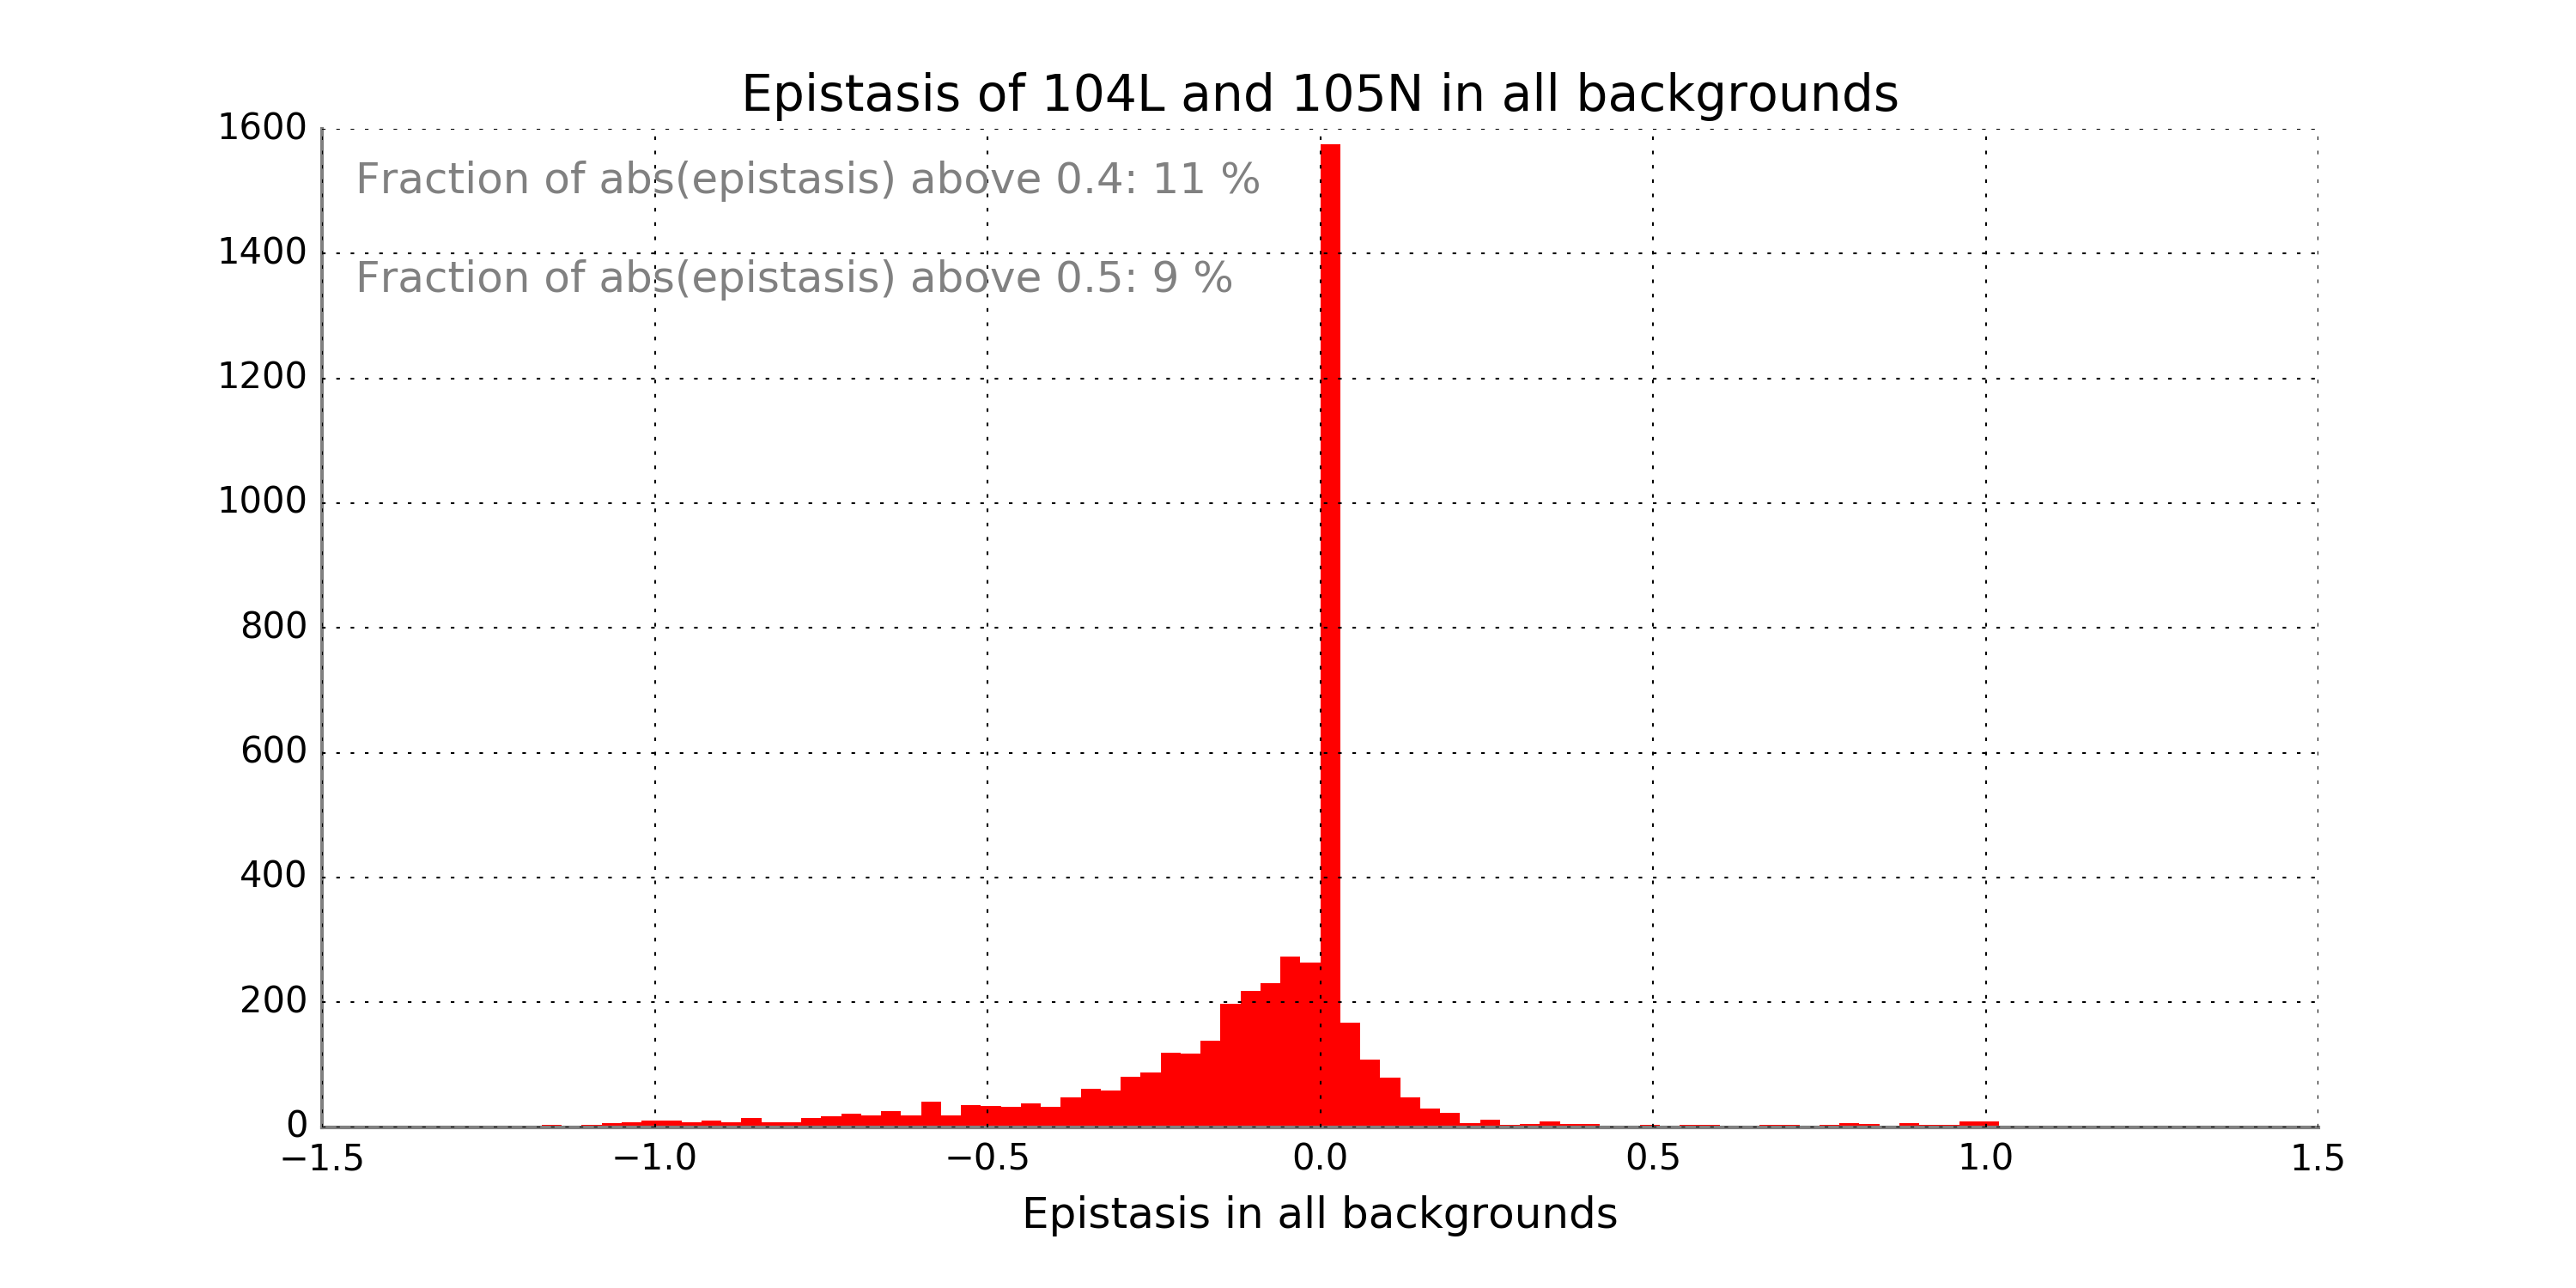 Epistasis of 104L and 105N in all backgrounds
1600
Fraction of abs(epistasis) above 0.4: 11 %
1400
Fraction of abs(epistasis) above 0.5: 9 %
1200
1000
800
600
400
200
0
−1.5 −1.0 −0.5 0.0 0.5 1.0 1.5
Epistasis in all backgrounds